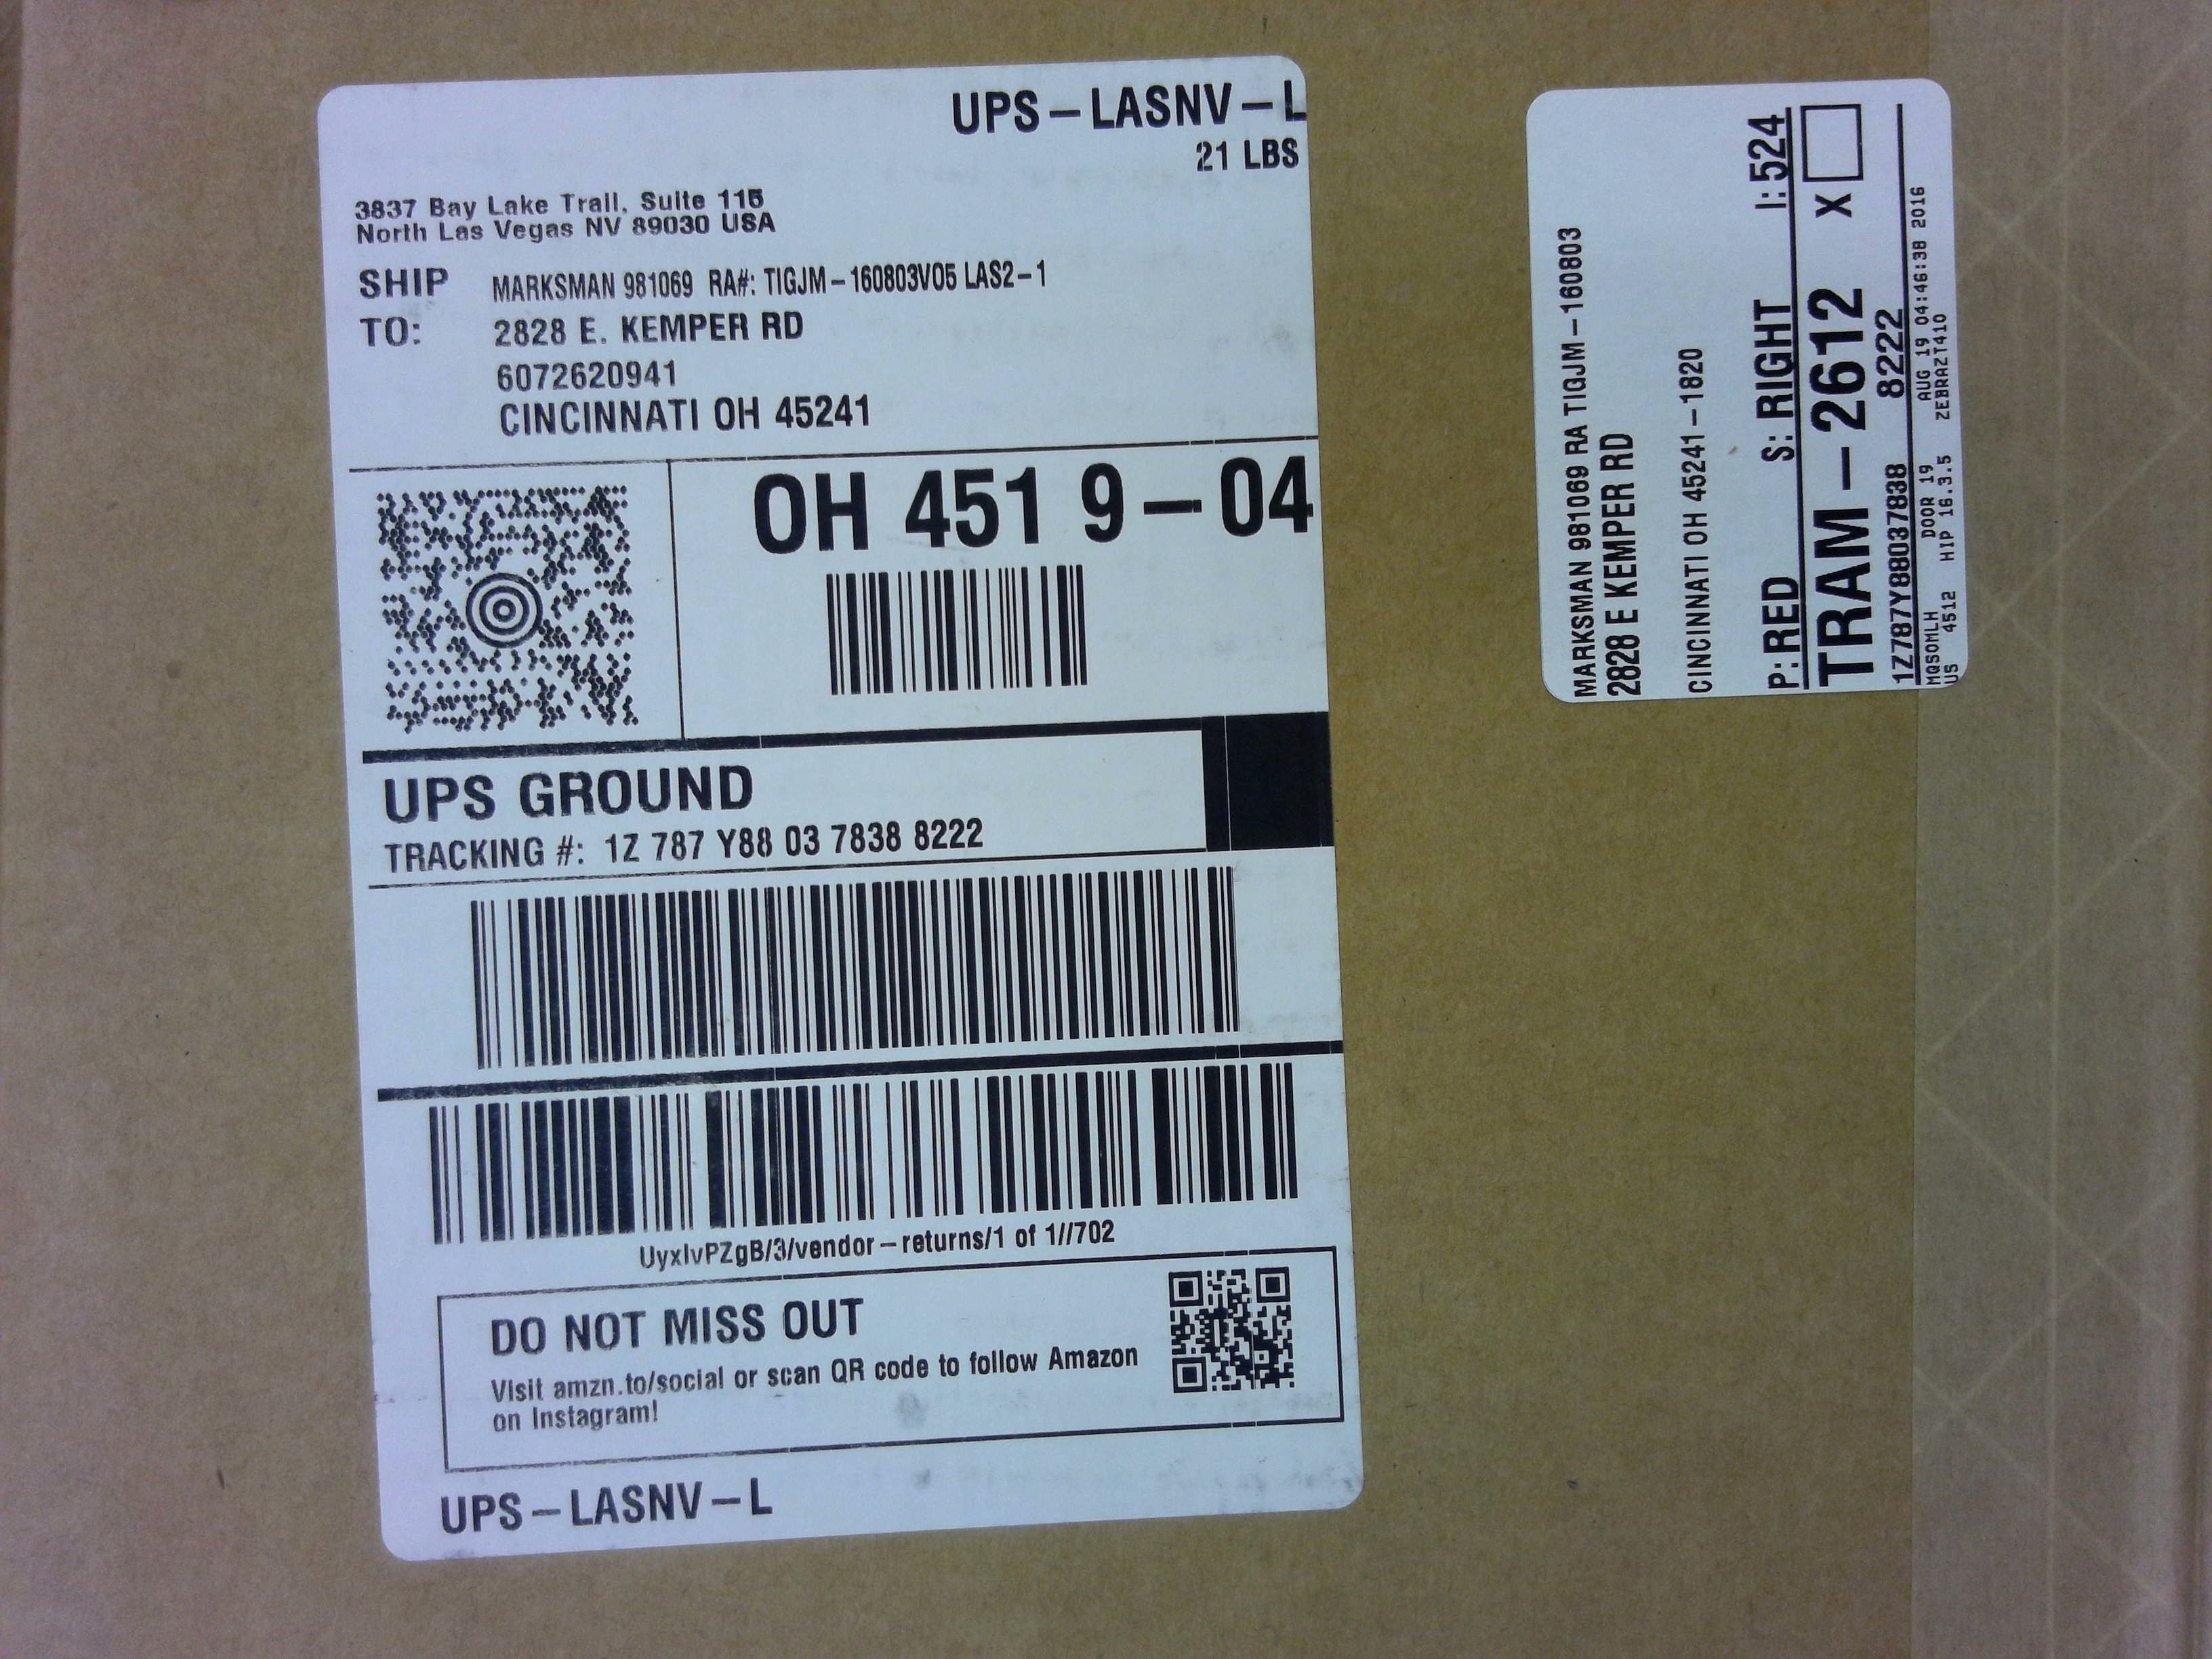 UPS-LASNV-L
21 LBS
3837 Bay Lake Trail, Suite 115
North Las Vegas NV 89030 USA
SHIP
TO:
MARKSMAN 981069 RA#: TIGJM-160803V05 LAS2-1
2828 E. KEMPER RD
6072620941
CINCINNATI OH 45241
OH 451 9-04
UPS GROUND
TRACKING #: 1Z 787 Y88 03 7838 8222
UyxlvPZgB/3/vendor-returns/1 of 1//702
DO NOT MISS OUT
Visit amzn.to/social or scan QR code to follow Amazon
on Instagram!
UPS-LASNV-L
MARKSMAN 981069 RA TIGJM-160803
2828 E KEMPER RD
CINCINNATI OH 45241-1820
P:RED S: RIGHT I:524
TRAM-2612 X
1Z787Y88037838 8222
MQSOMLH DOOR 19 AUG 19 04:46:38 2016
US 4512 HIP 16.3.5 ZEBRAZT410